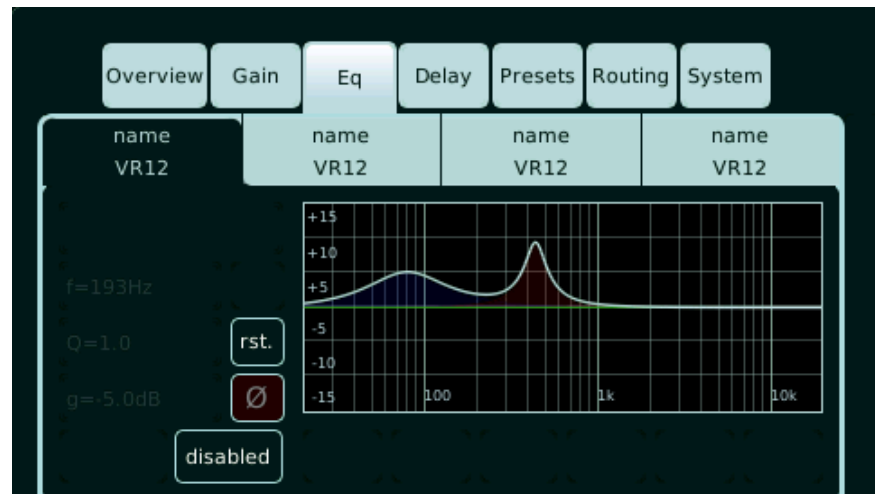 Overview Gain Eq Delay Presets Routing System
name name name name
VR12 VR12 VR12 VR12
+15
+10
f=193Hz +5
Q=1.0 rst. -5
-10
g=-5.0dB Ø -15 100 1k 10k
disabled